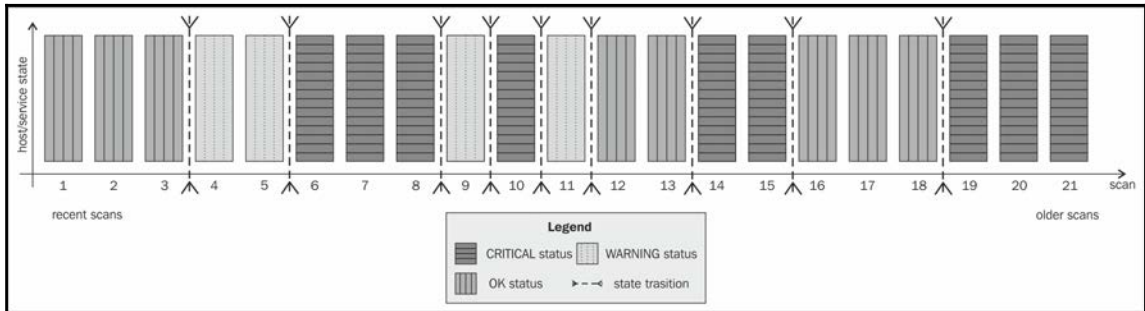 host/service state
1 2 3 4 5 6 7 8 9 10 11 12 13 14 15 16 17 18 19 20 21 scan
recent scans older scans
Legend
CRITICAL status WARNING status
OK status state trasition